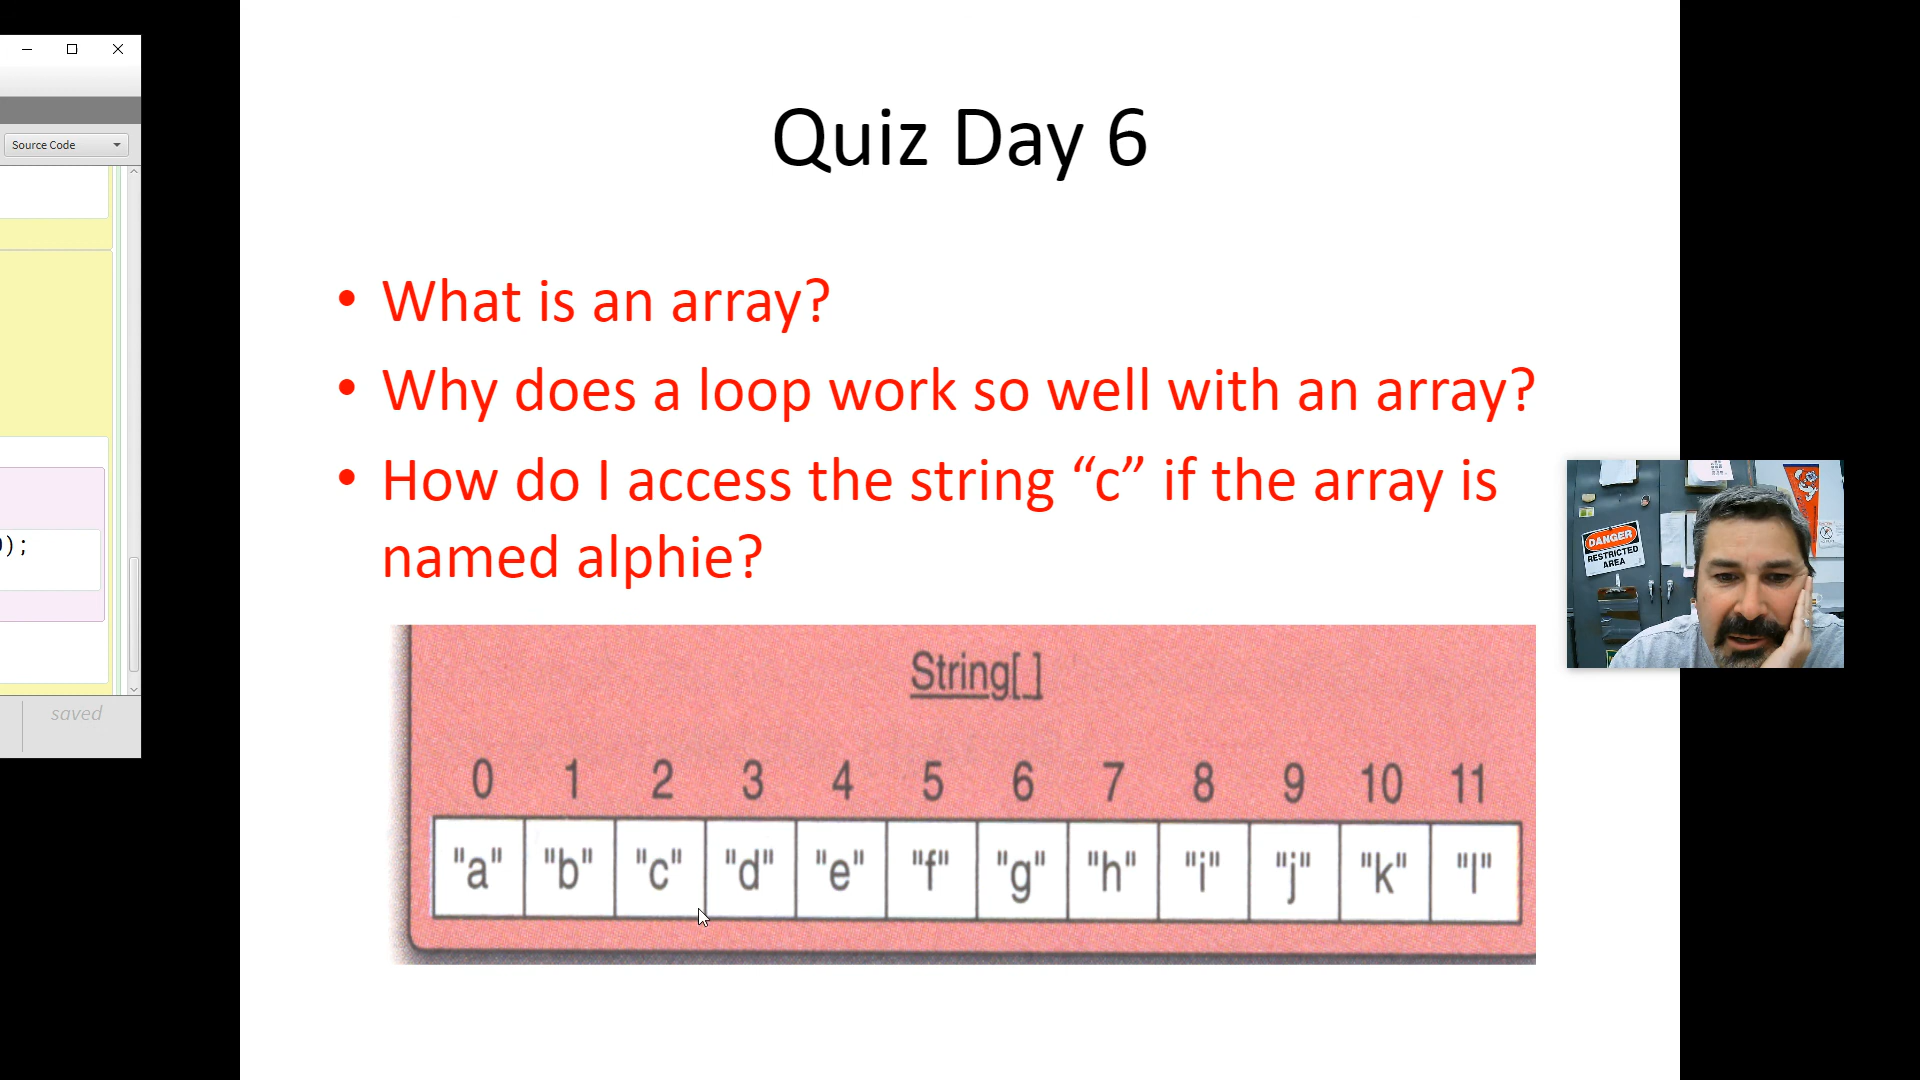 Quiz Day 6
• What is an array?
• Why does a loop work so well with an array?
• How do I access the string “c” if the array is
named alphie?
String[ ]
0 1 2 3 4 5 6 7 8 9 10 11
"a" "b" "c" "d" "e" "f" "g" "h" "i" "j" "k" "l"
Source Code
);
saved
DANGER
RESTRICTED
AREA